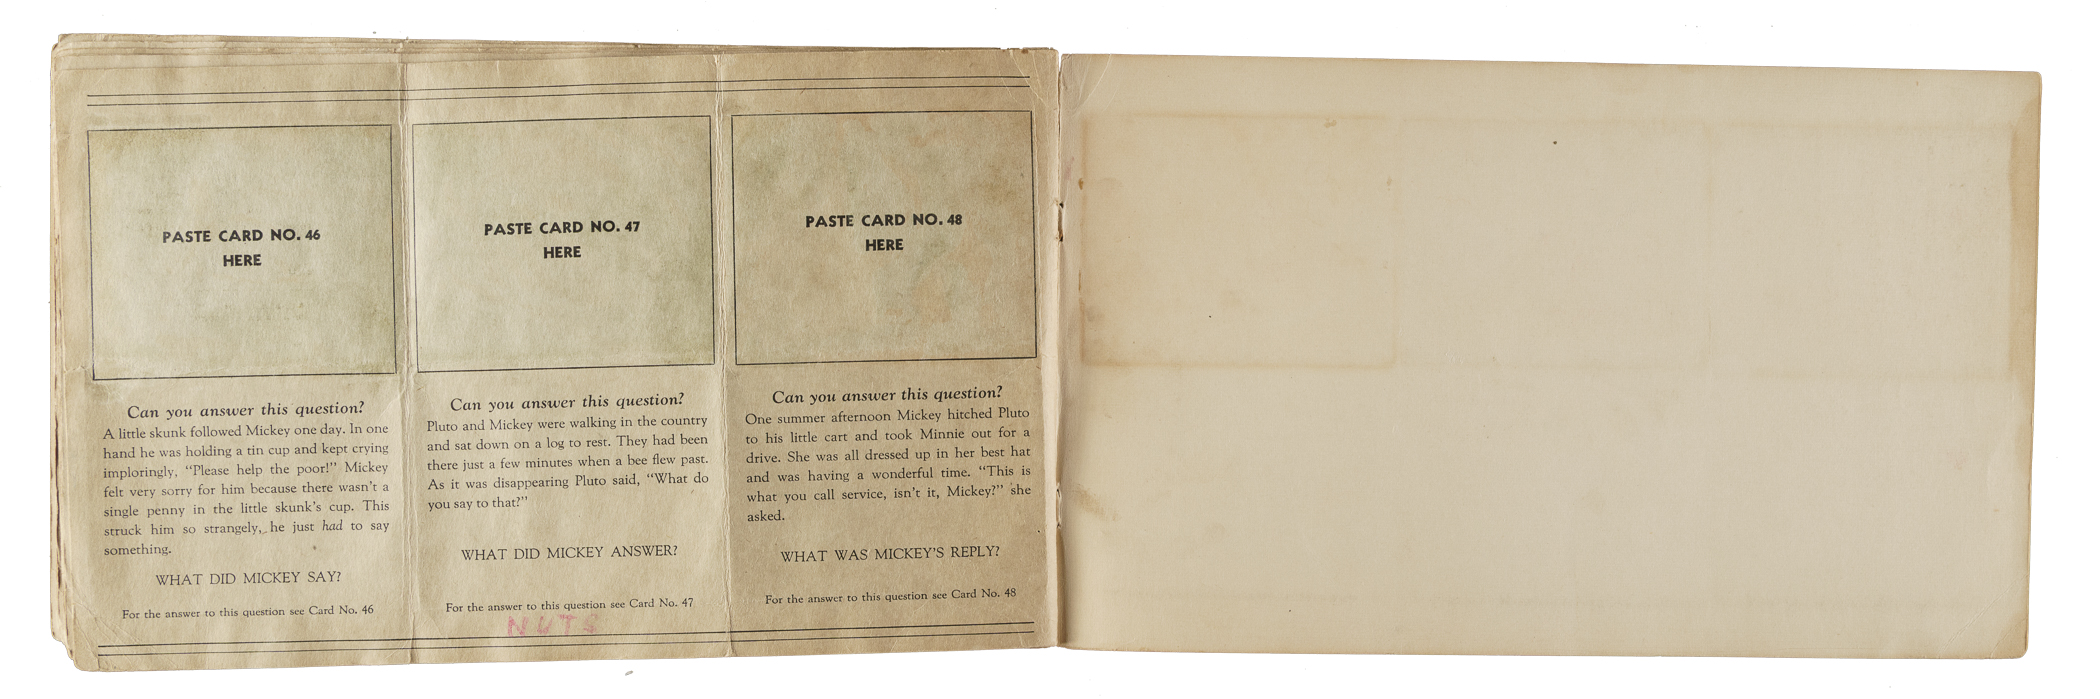 PASTE CARD NO. 46
HERE
Can you answer this question?
A little skunk followed Mickey one day. In one
hand he was holding a tin cup and kept crying
imploringly, “Please help the poor!” Mickey
felt very sorry for him because there wasn’t a
single penny in the little skunk’s cup. This
struck him so strangely, he just had to say
something.
WHAT DID MICKEY SAY?
For the answer to this question see Card No. 46
PASTE CARD NO. 47
HERE
Can you answer this question?
Pluto and Mickey were walking in the country
and sat down on a log to rest. They had been
there just a few minutes when a bee flew past.
As it was disappearing Pluto said, “What do
you say to that?”
WHAT DID MICKEY ANSWER?
For the answer to this question see Card No. 47
NUTS
PASTE CARD NO. 48
HERE
Can you answer this question?
One summer afternoon Mickey hitched Pluto
to his little cart and took Minnie out for a
drive. She was all dressed up in her best hat
and was having a wonderful time. “This is
what you call service, isn’t it, Mickey?” she
asked.
WHAT WAS MICKEY’S REPLY?
For the answer to this question see Card No. 48